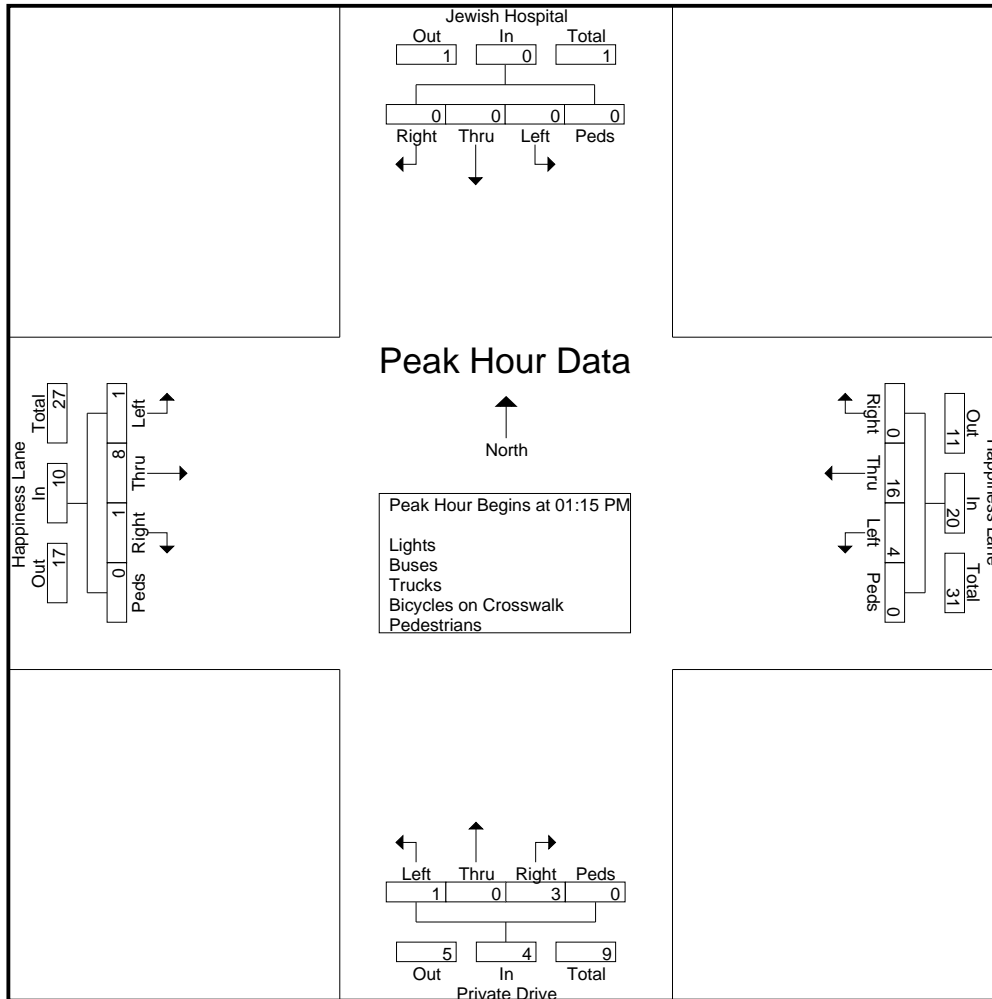 Jewish Hospital
Out In Total
1 0 1
0 0 0 0
Right Thru Left Peds
Peak Hour Data
North
Peak Hour Begins at 01:15 PM
Lights
Buses
Trucks
Bicycles on Crosswalk
Pedestrians
Happiness Lane
Out In Total
17 10 27
0 1 8 1
Peds Right Thru Left
Happiness Lane
Out In Total
11 20 31
0 16 4 0
Right Thru Left Peds
Left Thru Right Peds
1 0 3 0
5 4 9
Out In Total
Private Drive